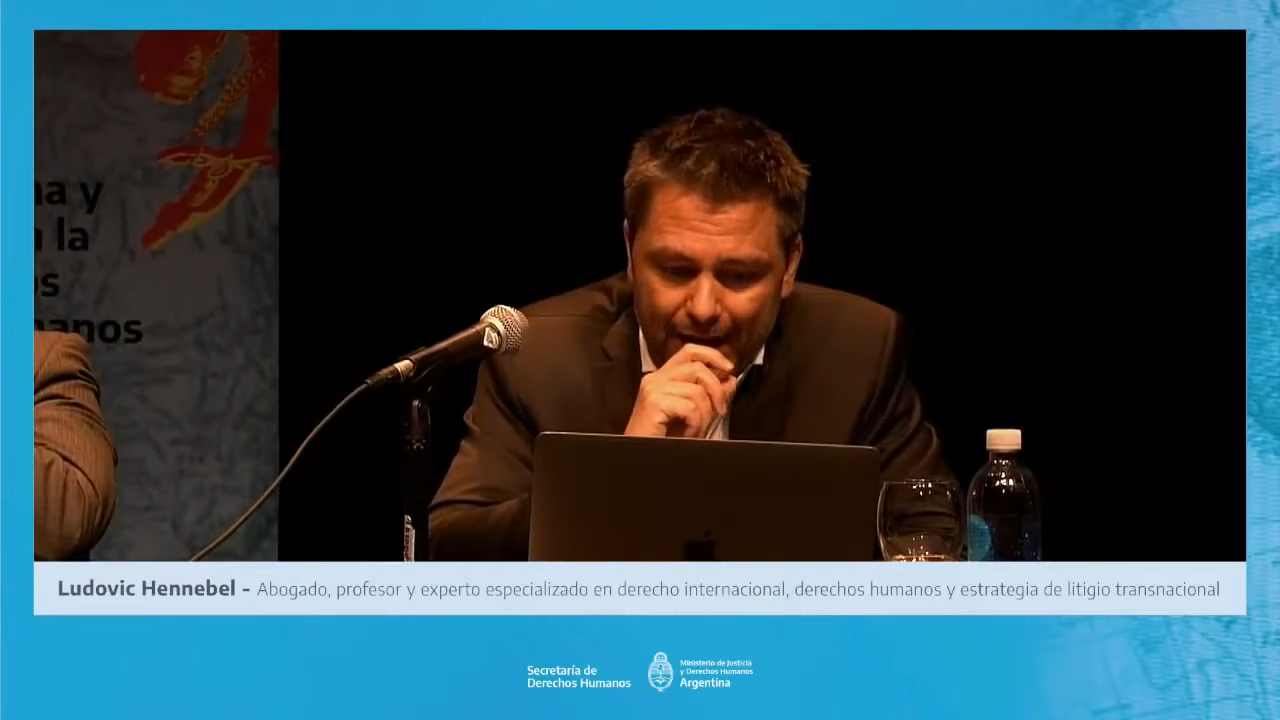 na y
la
os
manos
Ludovic Hennebel - Abogado, profesor y experto especializado en derecho internacional, derechos humanos y estrategia de litigio transnacional
Secretaría de
Derechos Humanos
Ministerio de Justicia
y Derechos Humanos
Argentina